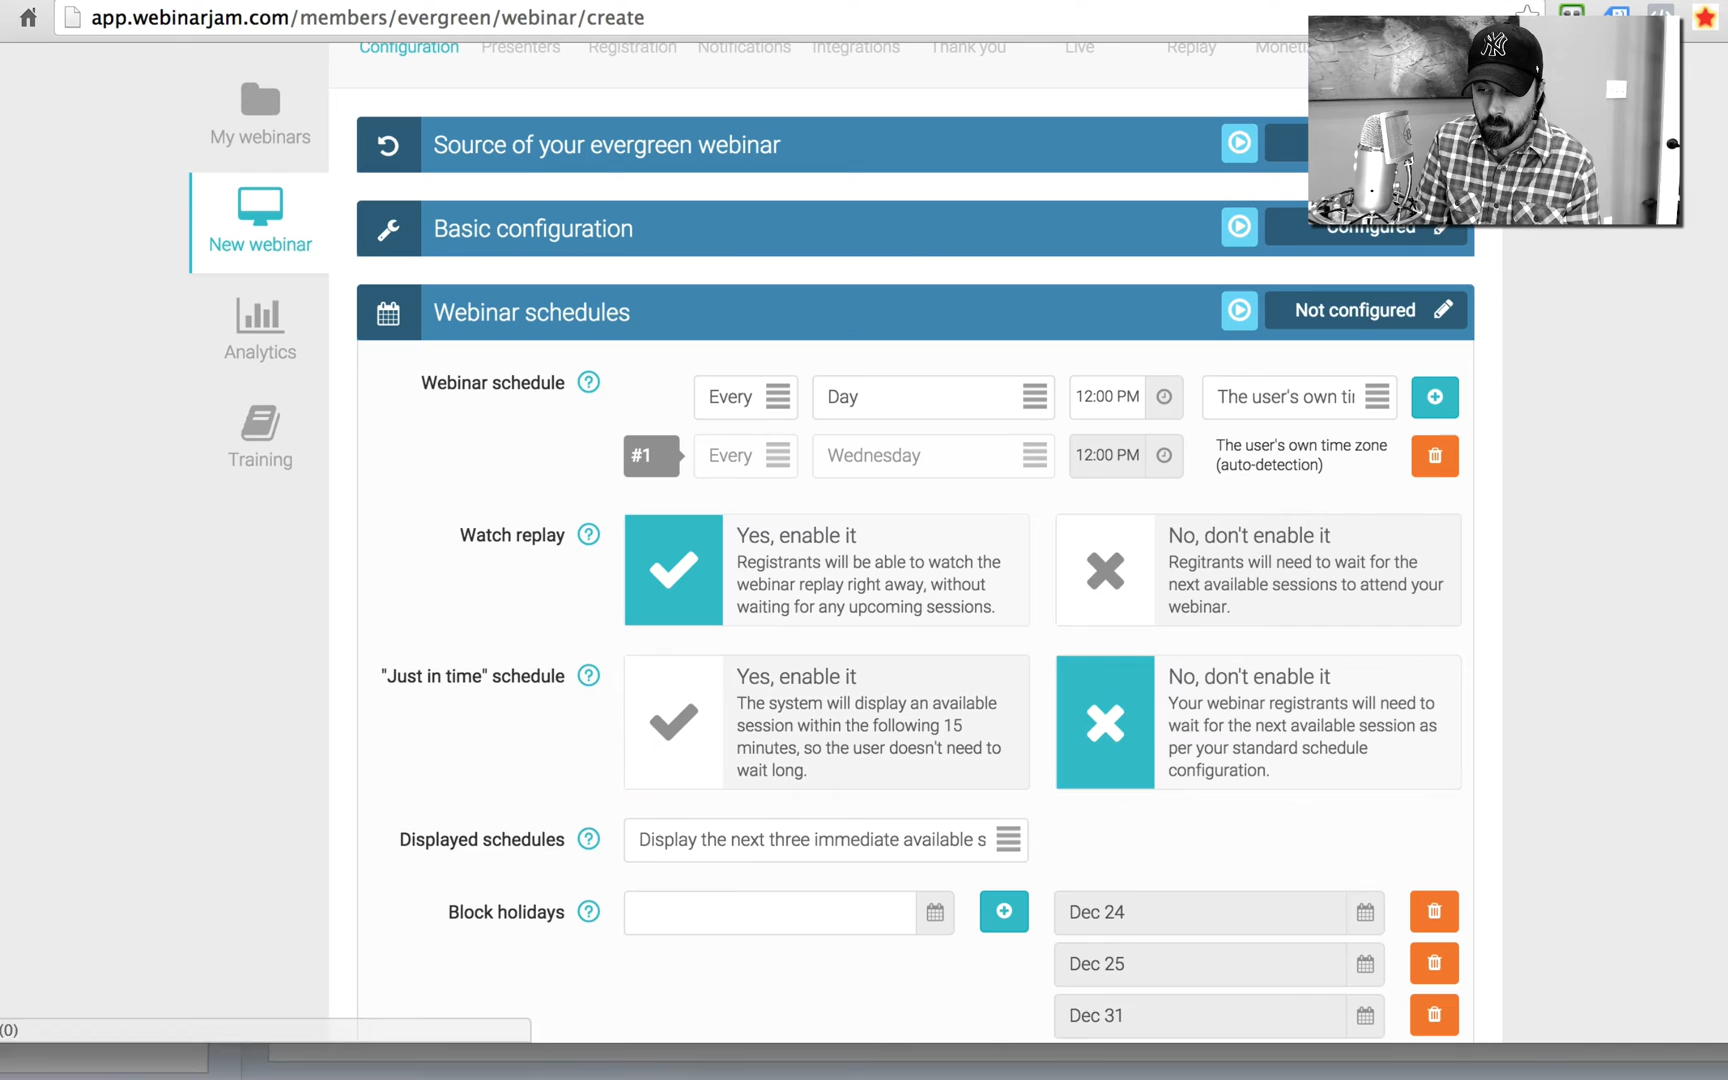 app.webinarjam.com/members/evergreen/webinar/create
Configuration Presenters Registration Notifications Integrations Thank you Live Replay
My webinars
New webinar
Analytics
Training
Source of your evergreen webinar
Basic configuration Configured
Webinar schedules Not configured
Webinar schedule ? Every Day 12:00 PM The user's own
#1 Every Wednesday 12:00 PM The user's own time zone
(auto-detection)
Watch replay ? Yes, enable it No, don't enable it
Registrants will be able to watch the Regitrants will need to wait for the
webinar replay right away, without next available sessions to attend your
waiting for any upcoming sessions. webinar.
"Just in time" schedule ? Yes, enable it No, don't enable it
The system will display an available Your webinar registrants will need to
session within the following 15 wait for the next available session as
minutes, so the user doesn't need to per your standard schedule
wait long. configuration.
Displayed schedules ? Display the next three immediate available s
Block holidays ? Dec 24
Dec 25
Dec 31
(0)